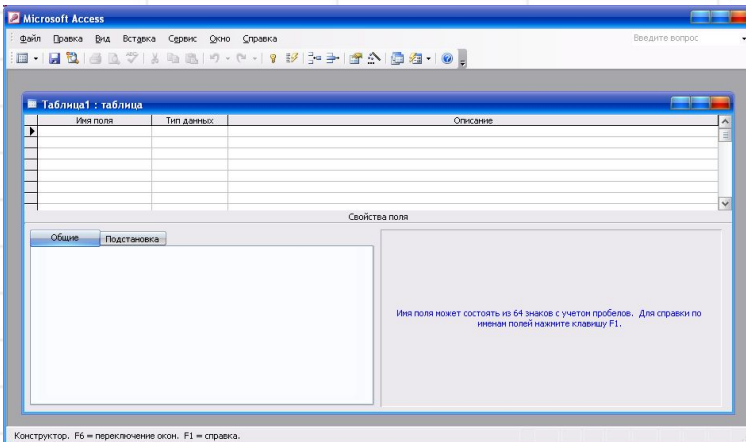 Microsoft Access
Файл Правка Вид Вставка Сервис Окно Справка Введите вопрос
Таблица1 : таблица
Имя поля Тип данных Описание
Свойства поля
Общие Подстановка
Имя поля может состоять из 64 знаков с учетом пробелов. Для справки по
именам полей нажмите клавишу F1.
Конструктор. F6 = переключение окон. F1 = справка.